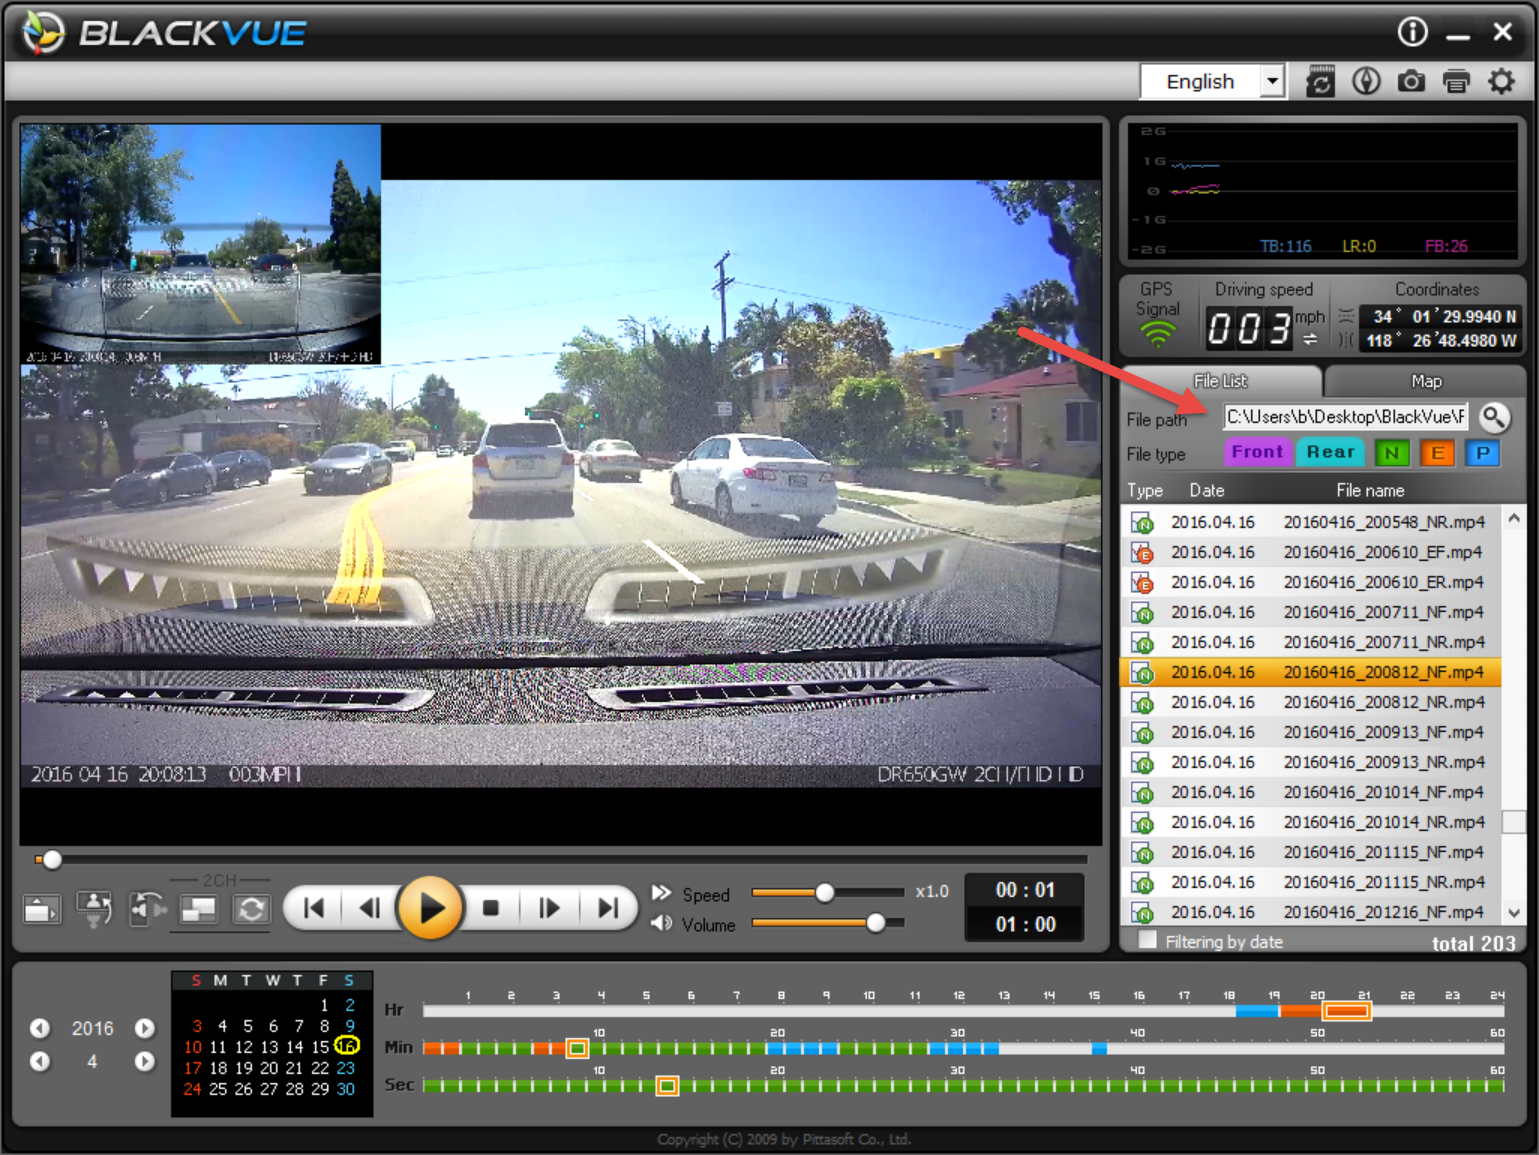 BLACKVUE
English
2G
1G
0
-1G
-2G
TB:116 LR:0 FB:26
GPS Signal
Driving speed
003 mph
Coordinates
34° 01'29.9940 N
118° 26'48.4980 W
File List
Map
File path C:\Users\b\Desktop\BlackVue\F
File type Front Rear N E P
Type Date File name
N 2016.04.16 20160416_200548_NR.mp4
E 2016.04.16 20160416_200610_EF.mp4
E 2016.04.16 20160416_200610_ER.mp4
N 2016.04.16 20160416_200711_NF.mp4
N 2016.04.16 20160416_200711_NR.mp4
N 2016.04.16 20160416_200812_NF.mp4
N 2016.04.16 20160416_200812_NR.mp4
N 2016.04.16 20160416_200913_NF.mp4
N 2016.04.16 20160416_200913_NR.mp4
N 2016.04.16 20160416_201014_NF.mp4
N 2016.04.16 20160416_201014_NR.mp4
N 2016.04.16 20160416_201115_NF.mp4
N 2016.04.16 20160416_201115_NR.mp4
N 2016.04.16 20160416_201216_NF.mp4
Filtering by date total 203
2016 04 16 20:08:13 003MPH
DR650GW 2CH/FHD HD
2CH
Speed x1.0
Volume
00 : 01
01 : 00
2016
4
S M T W T F S
1 2
3 4 5 6 7 8 9
10 11 12 13 14 15 16
17 18 19 20 21 22 23
24 25 26 27 28 29 30
Hr 1 2 3 4 5 6 7 8 9 10 11 12 13 14 15 16 17 18 19 20 21 22 23 24
Min 10 20 30 40 50 60
Sec 10 20 30 40 50 60
Copyright (C) 2009 by Pittasoft Co., Ltd.